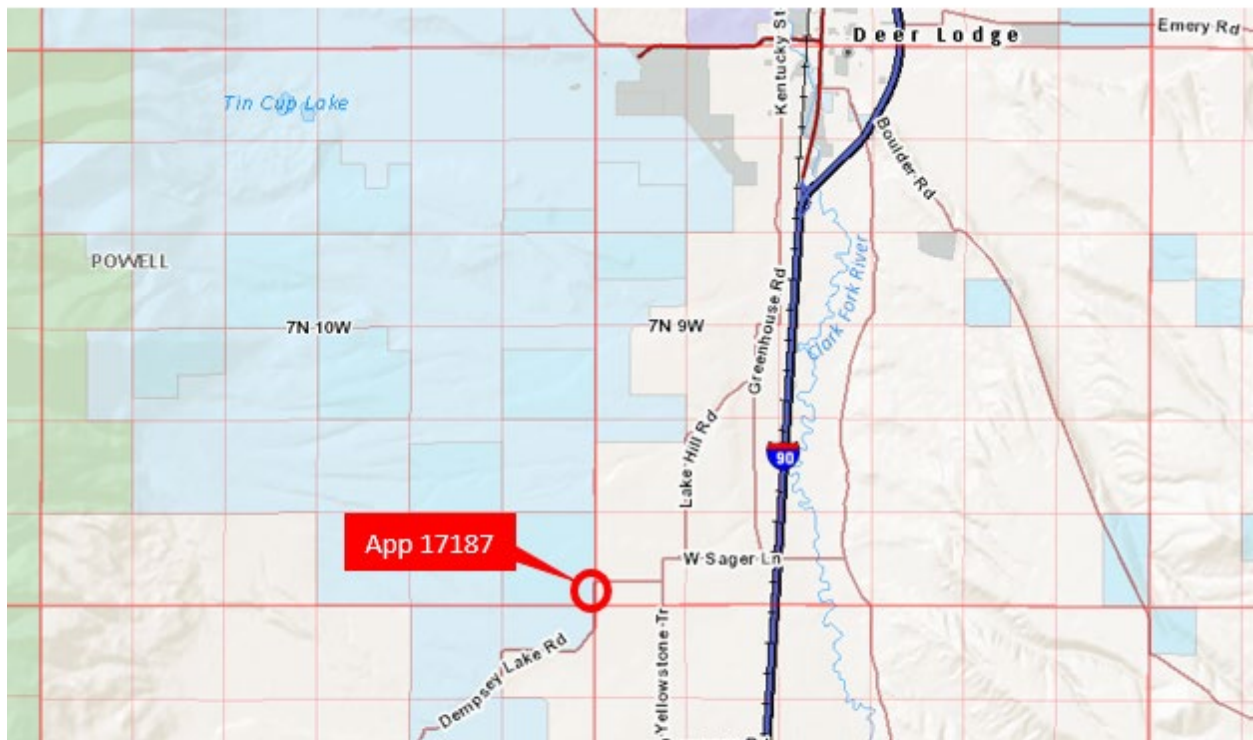 Emery Rd
Deer Lodge
Kentucky St
Tin Cup Lake
Boulder Rd
POWELL
7N 10W
7N 9W
Greenhouse Rd
Clark Fork River
Lake Hill Rd
90
App 17187
W Sager Ln
Dempsey Lake Rd
Yellowstone Tr